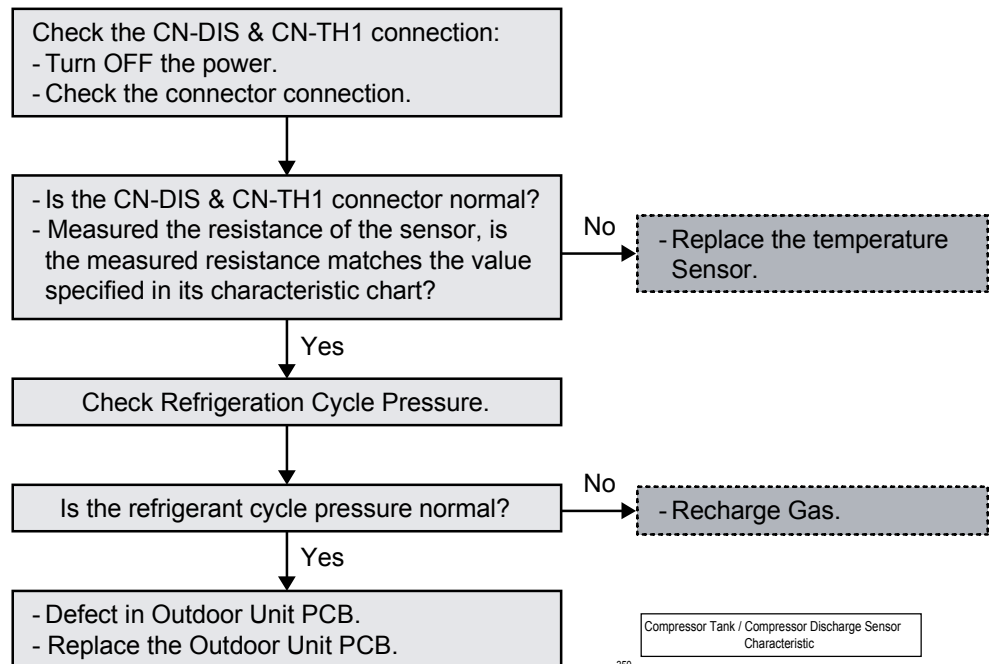 Check the CN-DIS & CN-TH1 connection:
- Turn OFF the power.
- Check the connector connection.
- Is the CN-DIS & CN-TH1 connector normal?
- Measured the resistance of the sensor, is
the measured resistance matches the value
specified in its characteristic chart?
No
- Replace the temperature
Sensor.
Yes
Check Refrigeration Cycle Pressure.
Is the refrigerant cycle pressure normal?
No
- Recharge Gas.
Yes
- Defect in Outdoor Unit PCB.
- Replace the Outdoor Unit PCB.
Compressor Tank / Compressor Discharge Sensor
Characteristic